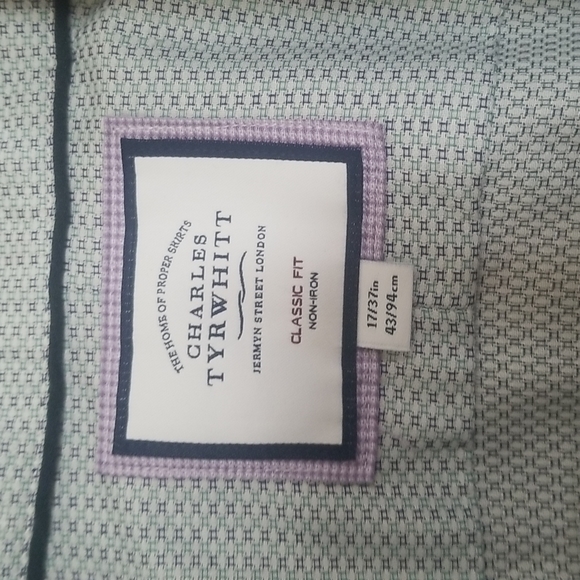 THE HOME OF PROPER SHIRTS
CHARLES
TYRWHITT
JERMYN STREET LONDON
CLASSIC FIT
NON-IRON
17/37in
43/94cm